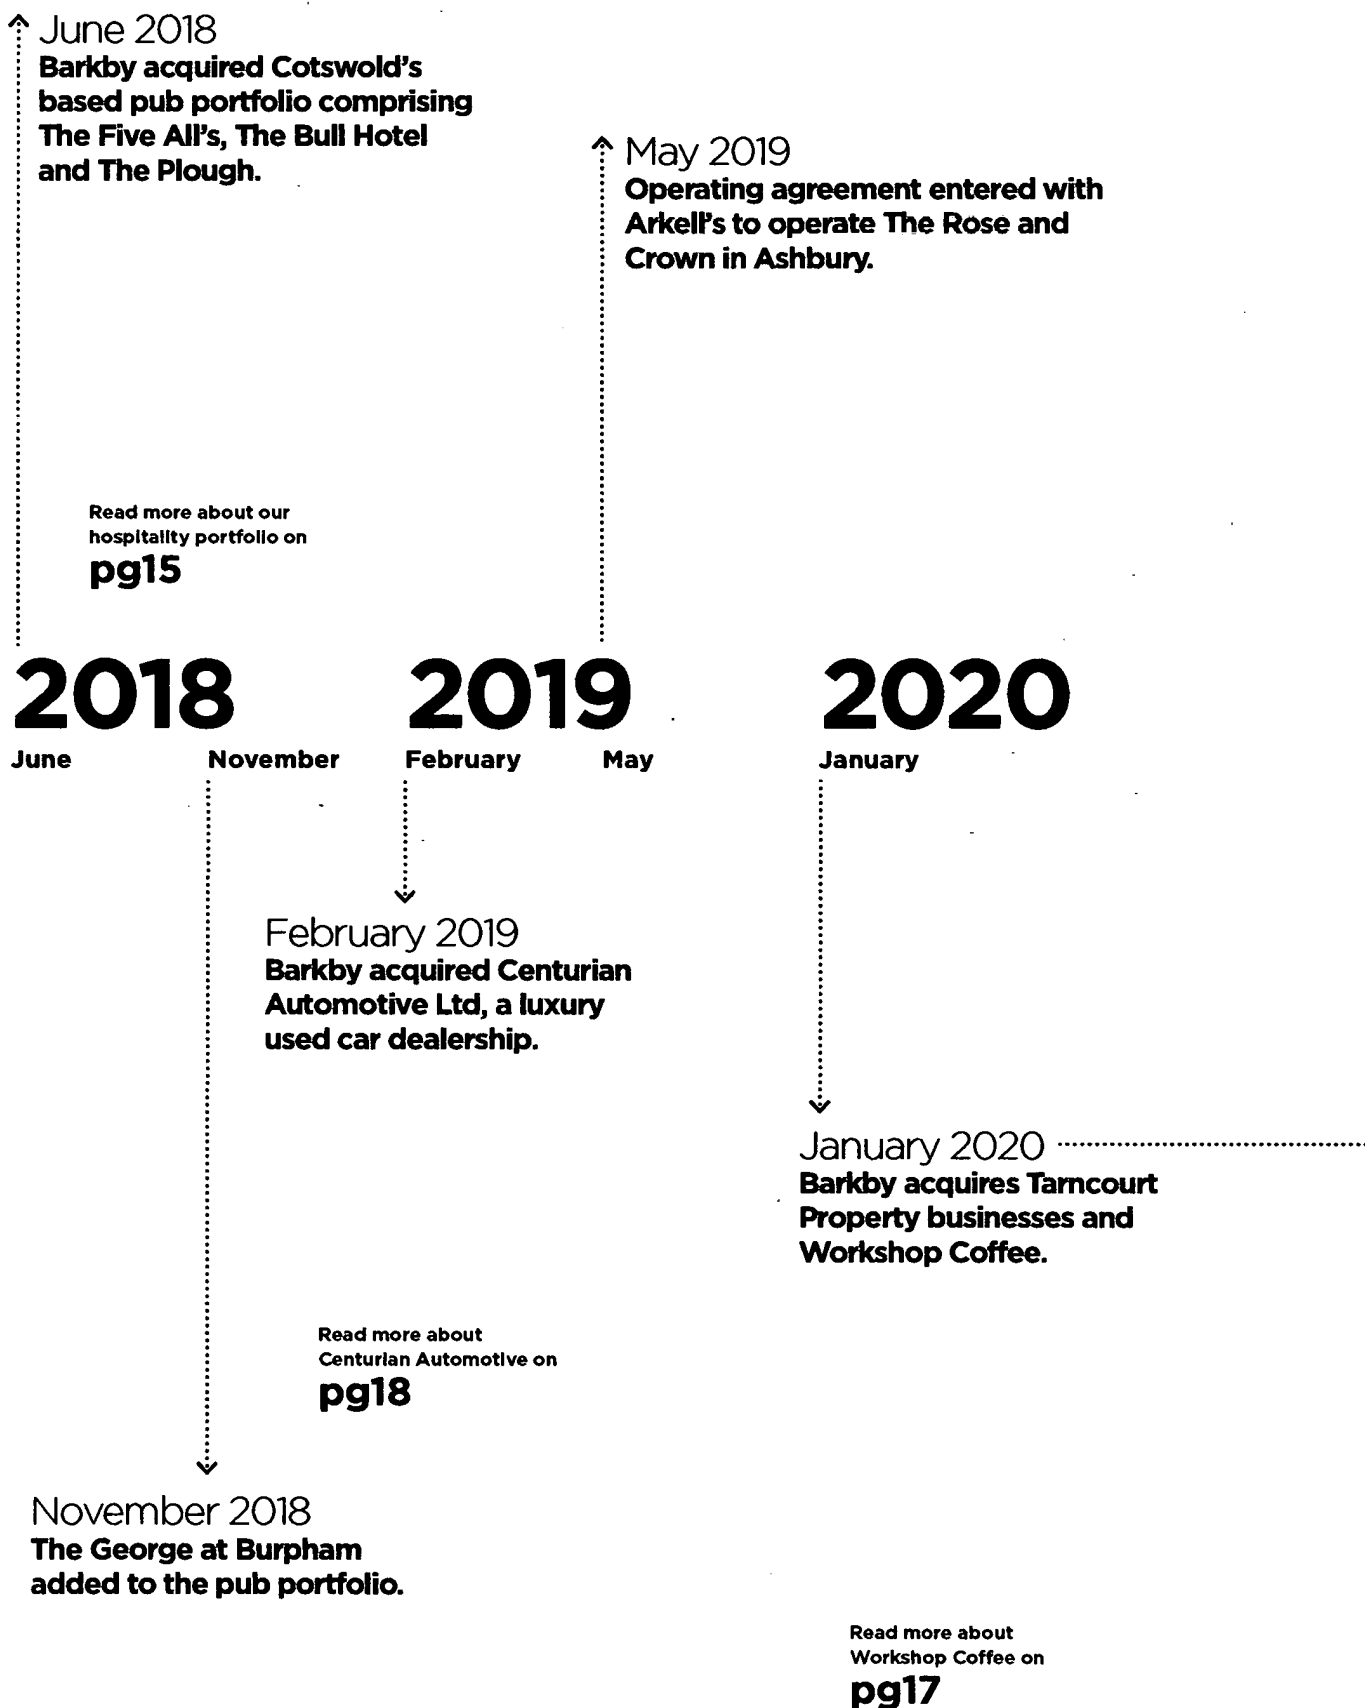 June 2018
Barkby acquired Cotswold's
based pub portfolio comprising
The Five All's, The Bull Hotel
and The Plough.
May 2019
Operating agreement entered with
Arkell's to operate The Rose and
Crown in Ashbury.
Read more about our
hospitality portfolio on
pg15
2018 2019 2020
June November February May January
February 2019
Barkby acquired Centurian
Automotive Ltd, a luxury
used car dealership.
January 2020
Barkby acquires Tarncourt
Property businesses and
Workshop Coffee.
Read more about
Centurian Automotive on
pg18
November 2018
The George at Burpham
added to the pub portfolio.
Read more about
Workshop Coffee on
pg17